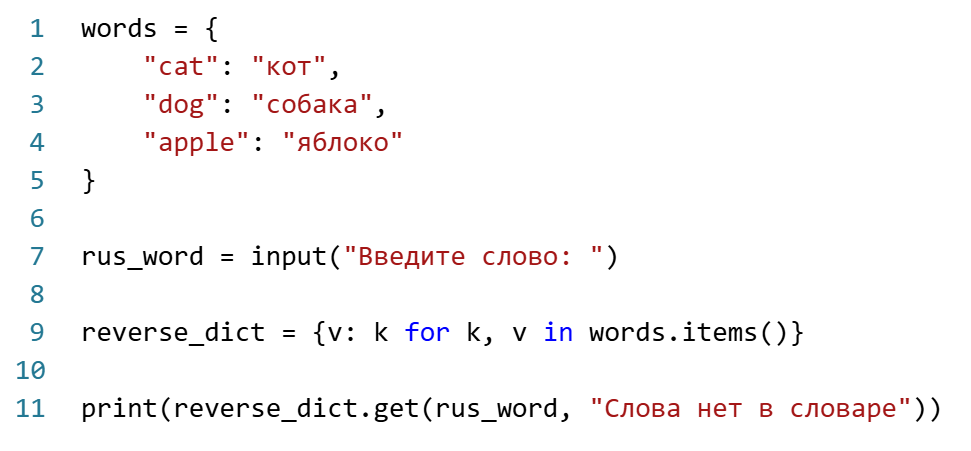 1 words = {
2     "cat": "кот",
3     "dog": "собака",
4     "apple": "яблоко"
5 }
6
7 rus_word = input("Введите слово: ")
8
9 reverse_dict = {v: k for k, v in words.items()}
10
11 print(reverse_dict.get(rus_word, "Слова нет в словаре"))